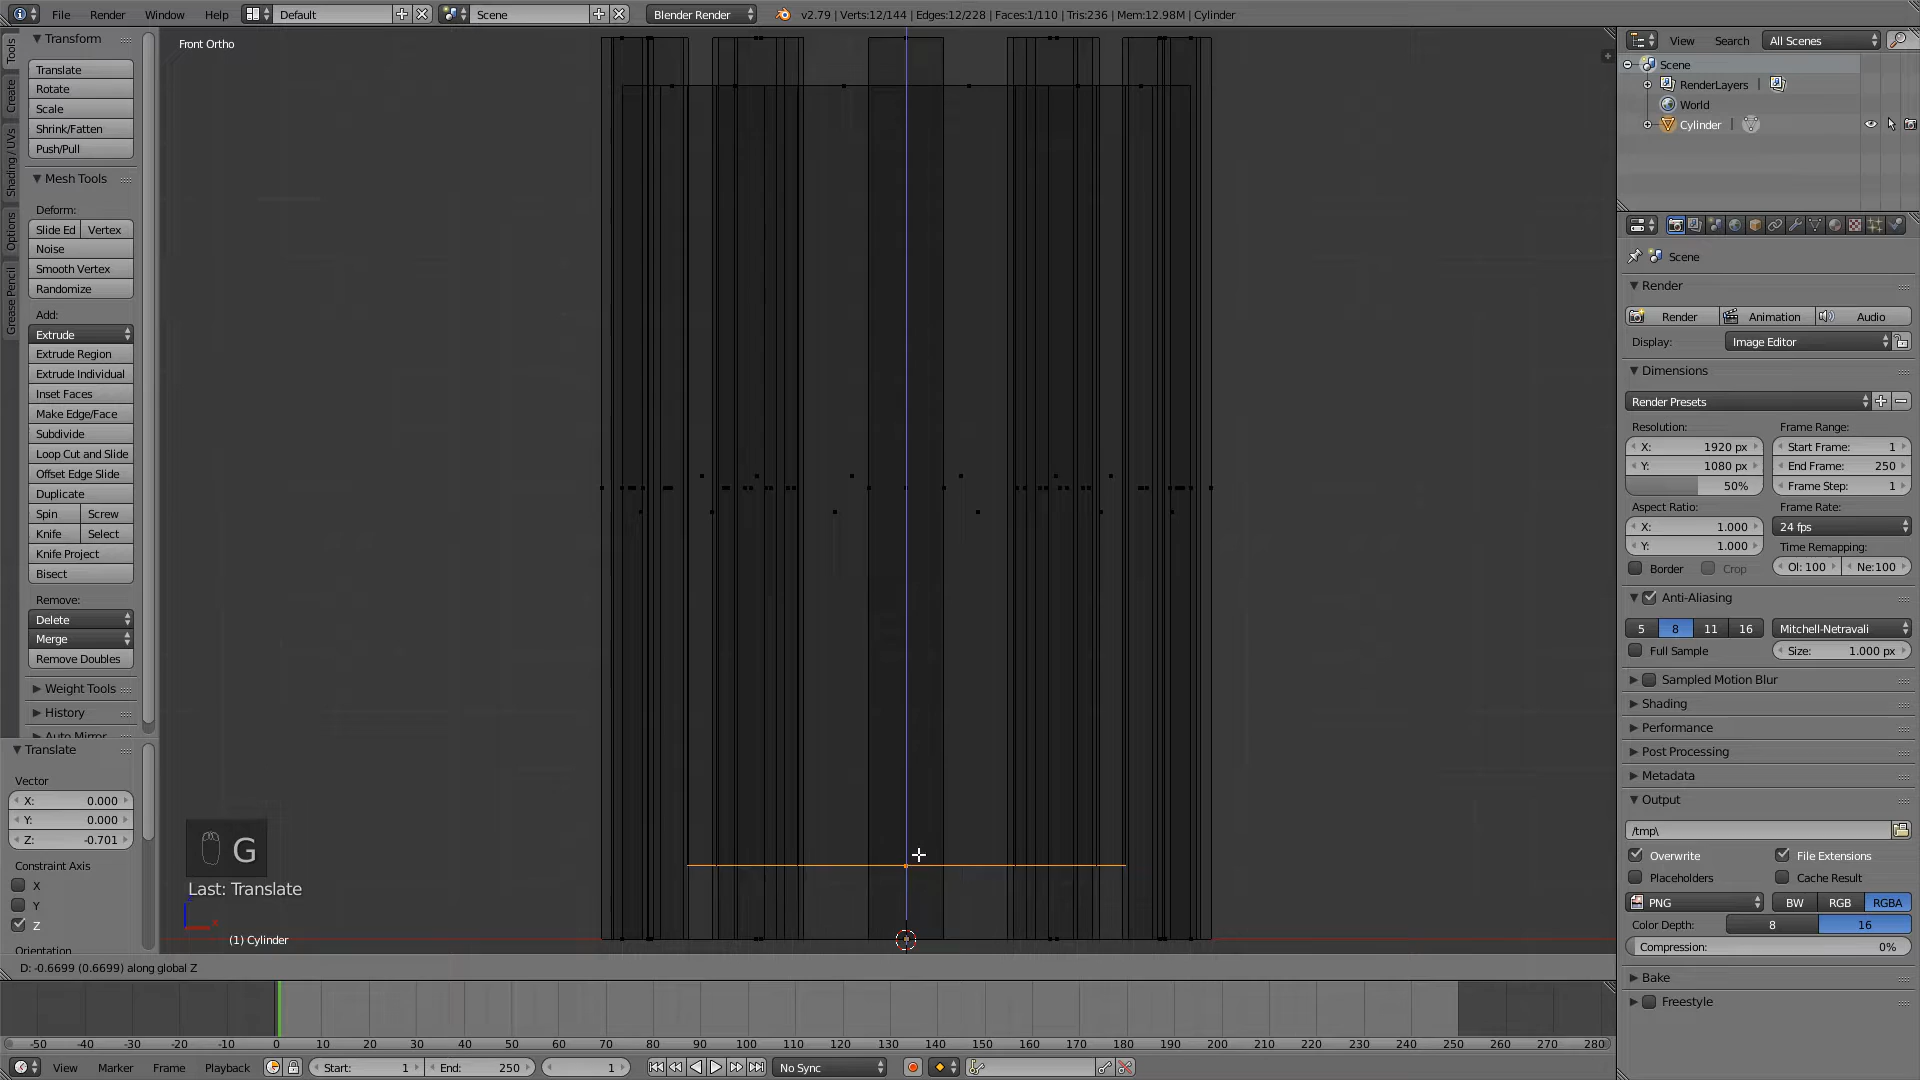 File Render Window Help Default Scene Blender Render v2.79 | Verts:12/144 | Edges:12/228 | Faces:1/110 | Tris:236 | Mem:12.98M | Cylinder
Tools
Create
Shading / UVs
Options
Grease Pencil
Transform
Translate
Rotate
Scale
Shrink/Fatten
Push/Pull
Mesh Tools
Deform:
Slide Ed Vertex
Noise
Smooth Vertex
Randomize
Add:
Extrude
Extrude Region
Extrude Individual
Inset Faces
Make Edge/Face
Subdivide
Loop Cut and Slide
Offset Edge Slide
Duplicate
Spin Screw
Knife Select
Knife Project
Bisect
Remove:
Delete
Merge
Remove Doubles
Weight Tools
History
Auto Mirror
Translate
Vector
X: 0.000
Y: 0.000
Z: -0.701
Constraint Axis
X
Y
Z
Orientation
Front Ortho
G
Last: Translate
(1) Cylinder
D: -0.6699 (0.6699) along global Z
-50 -40 -30 -20 -10 0 10 20 30 40 50 60 70 80 90 100 110 120 130 140 150 160 170 180 190 200 210 220 230 240 250 260 270 280
View Marker Frame Playback Start: 1 End: 250 1 No Sync
View Search All Scenes
Scene
RenderLayers |
World
Cylinder |
Scene
Render
Render Animation Audio
Display: Image Editor
Dimensions
Render Presets
Resolution: Frame Range:
X: 1920 px Start Frame: 1
Y: 1080 px End Frame: 250
50% Frame Step: 1
Aspect Ratio: Frame Rate:
X: 1.000 24 fps
Y: 1.000 Time Remapping:
Border Crop Ol: 100 Ne:100
Anti-Aliasing
5 8 11 16 Mitchell-Netravali
Full Sample Size: 1.000 px
Sampled Motion Blur
Shading
Performance
Post Processing
Metadata
Output
/tmp\
Overwrite File Extensions
Placeholders Cache Result
PNG BW RGB RGBA
Color Depth: 8 16
Compression: 0%
Bake
Freestyle